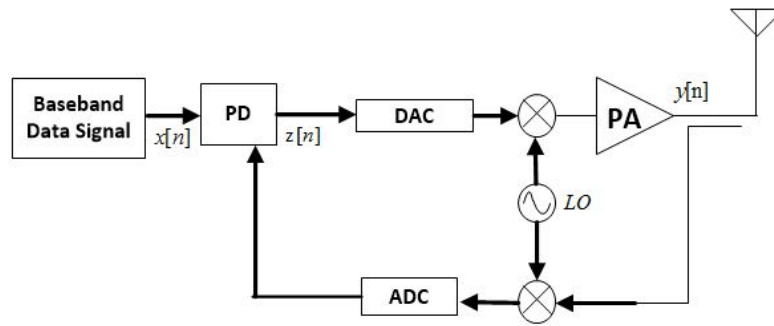 Baseband
Data Signal
x[n]
PD
z[n]
DAC
PA
y[n]
LO
ADC